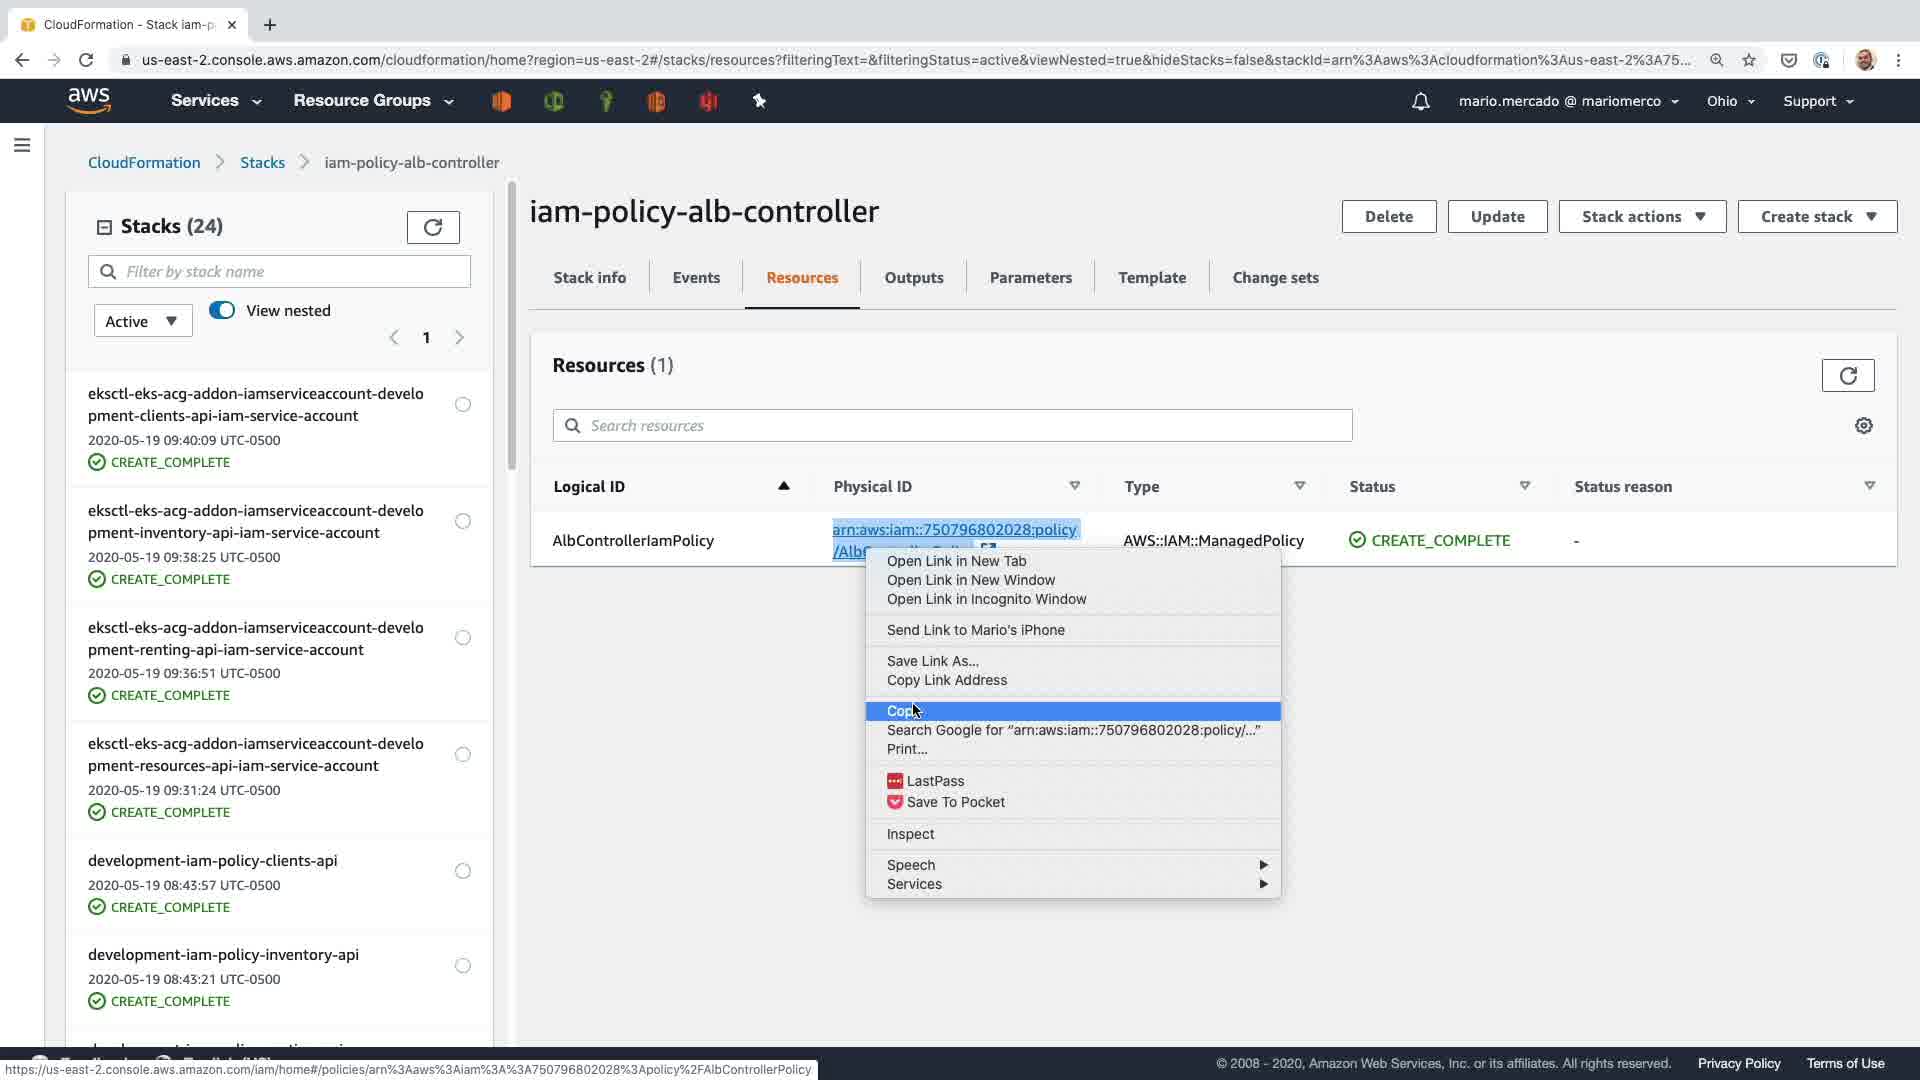 CloudFormation - Stack iam-p
us-east-2.console.aws.amazon.com/cloudformation/home?region=us-east-2#/stacks/resources?filteringText=&filteringStatus=active&viewNested=true&hideStacks=false&stackId=arn%3Aaws%3Acloudformation%3Aus-east-2%3A75...
aws Services Resource Groups mario.mercado @ mariomerco Ohio Support
CloudFormation Stacks iam-policy-alb-controller
Stacks (24)
Filter by stack name
Active View nested
1
eksctl-eks-acg-addon-iamserviceaccount-develo
pment-clients-api-iam-service-account
2020-05-19 09:40:09 UTC-0500
CREATE_COMPLETE
eksctl-eks-acg-addon-iamserviceaccount-develo
pment-inventory-api-iam-service-account
2020-05-19 09:38:25 UTC-0500
CREATE_COMPLETE
eksctl-eks-acg-addon-iamserviceaccount-develo
pment-renting-api-iam-service-account
2020-05-19 09:36:51 UTC-0500
CREATE_COMPLETE
eksctl-eks-acg-addon-iamserviceaccount-develo
pment-resources-api-iam-service-account
2020-05-19 09:31:24 UTC-0500
CREATE_COMPLETE
development-iam-policy-clients-api
2020-05-19 08:43:57 UTC-0500
CREATE_COMPLETE
development-iam-policy-inventory-api
2020-05-19 08:43:21 UTC-0500
CREATE_COMPLETE
iam-policy-alb-controller
Delete Update Stack actions Create stack
Stack info Events Resources Outputs Parameters Template Change sets
Resources (1)
Search resources
Logical ID Physical ID Type Status Status reason
AlbControllerIamPolicy arn:aws:iam::750796802028:policy AWS::IAM::ManagedPolicy CREATE_COMPLETE -
Open Link in New Tab
Open Link in New Window
Open Link in Incognito Window
Send Link to Mario's iPhone
Save Link As...
Copy Link Address
Cop
Search Google for “arn:aws:iam::750796802028:policy/...”
Print...
LastPass
Save To Pocket
Inspect
Speech
Services
© 2008 - 2020, Amazon Web Services, Inc. or its affiliates. All rights reserved. Privacy Policy Terms of Use
https://us-east-2.console.aws.amazon.com/iam/home#/policies/arn%3Aaws%3Aiam%3A%3A750796802028%3Apolicy%2FAlbControllerPolicy